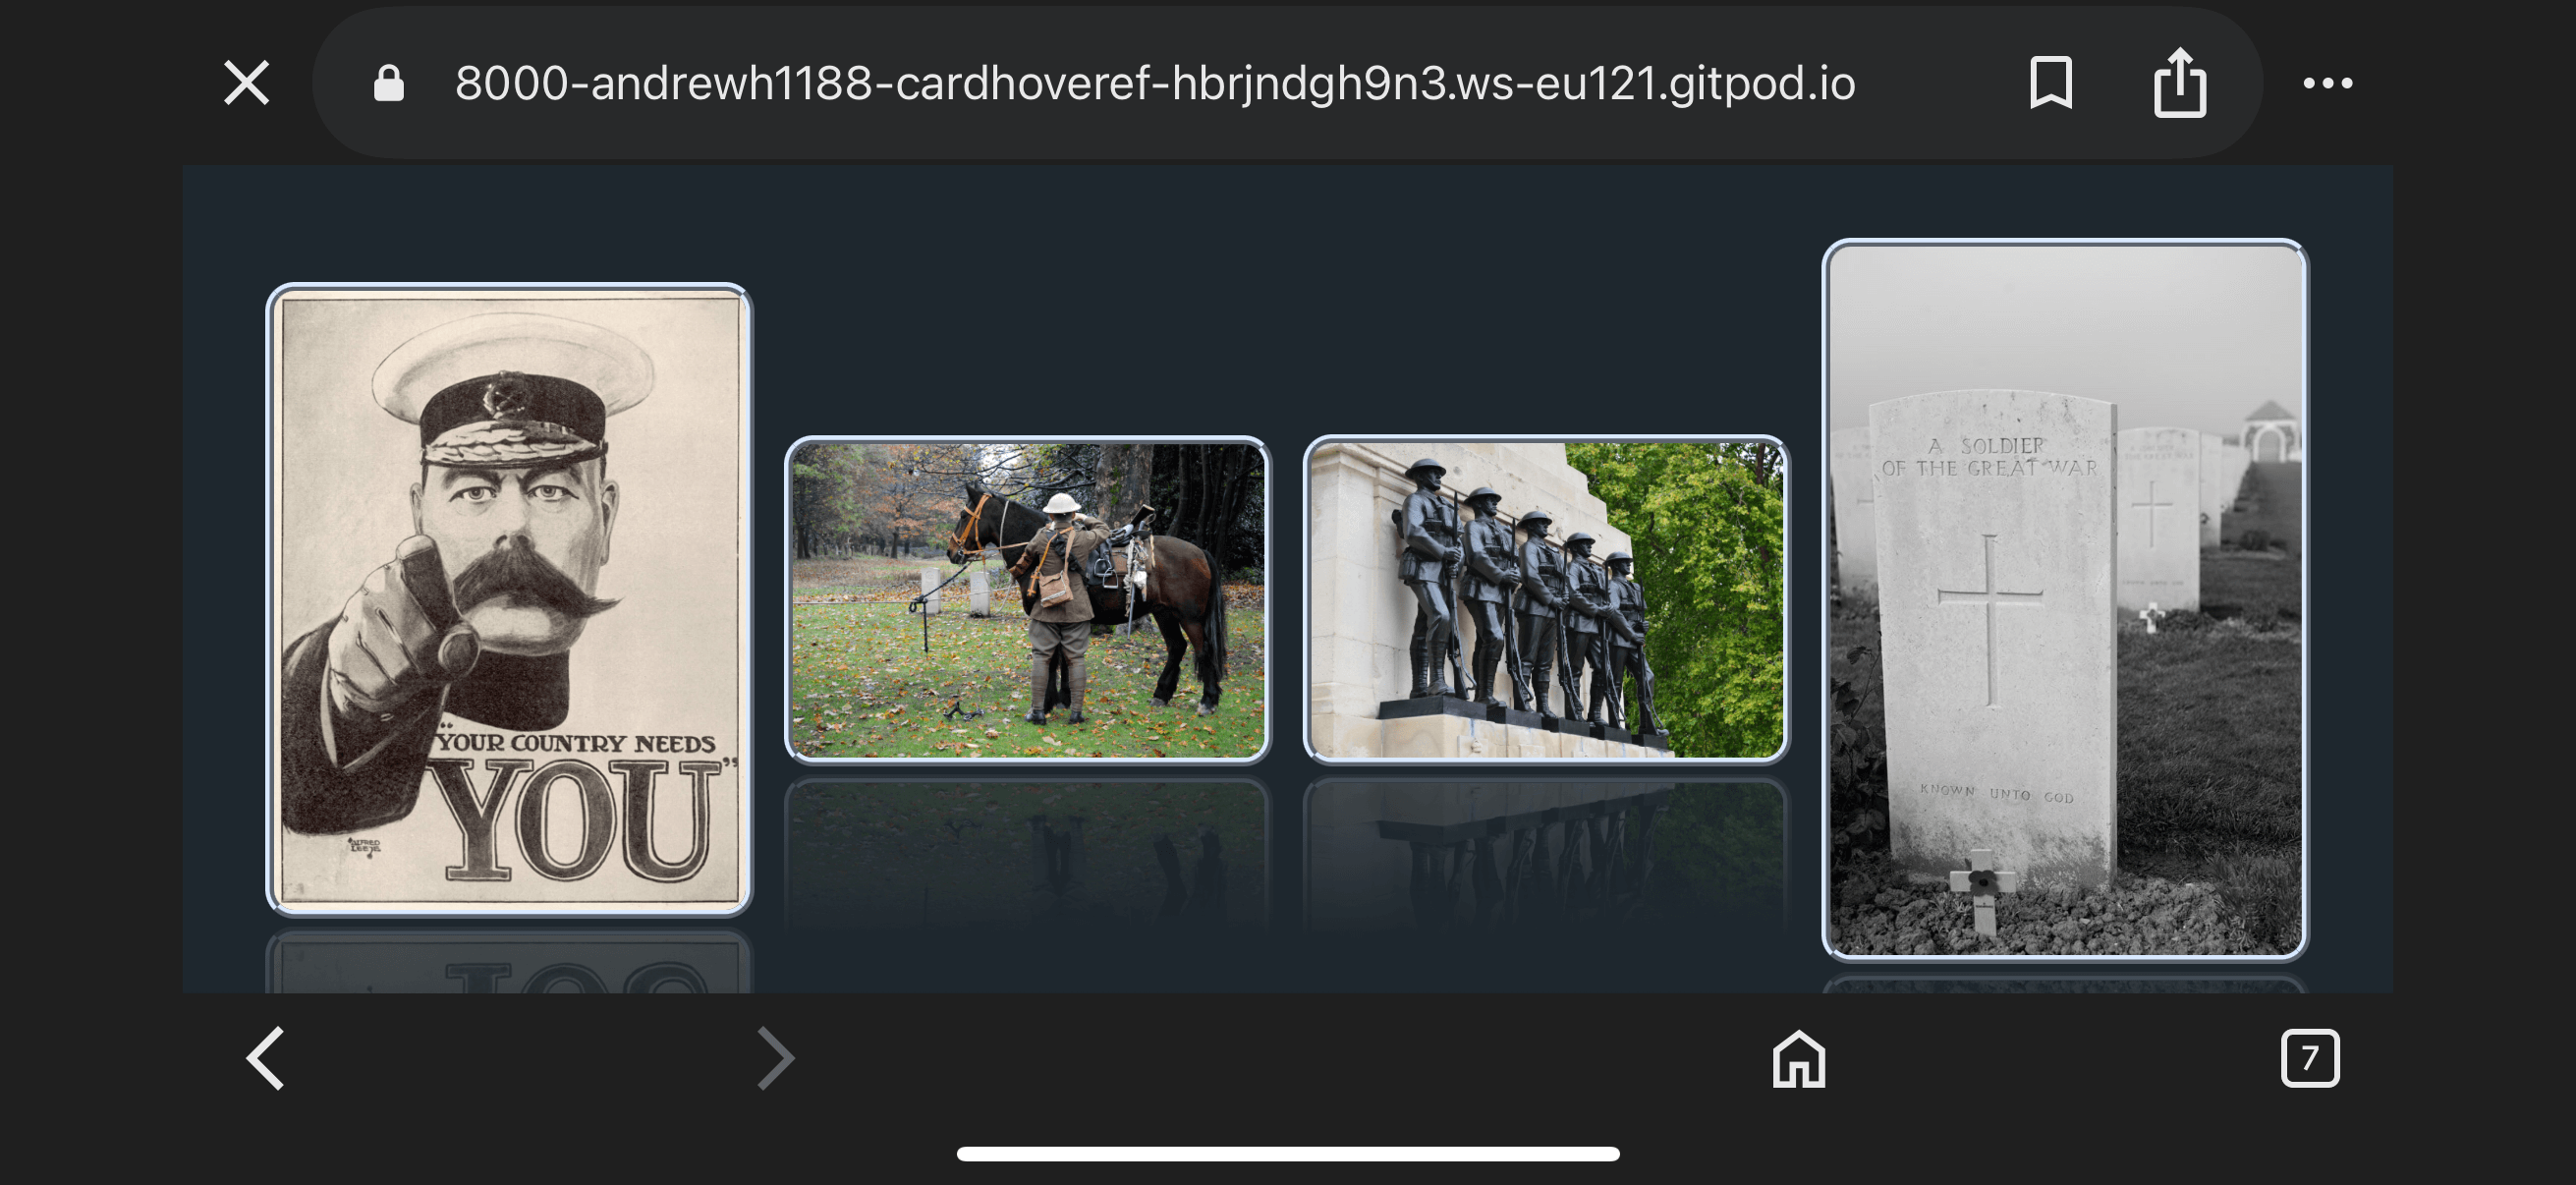 8000-andrewh1188-cardhoveref-hbrjndgh9n3.ws-eu121.gitpod.io
"YOUR COUNTRY NEEDS
YOU"
ALFRED
LEETE
A SOLDIER
OF THE GREAT WAR
KNOWN UNTO GOD
7